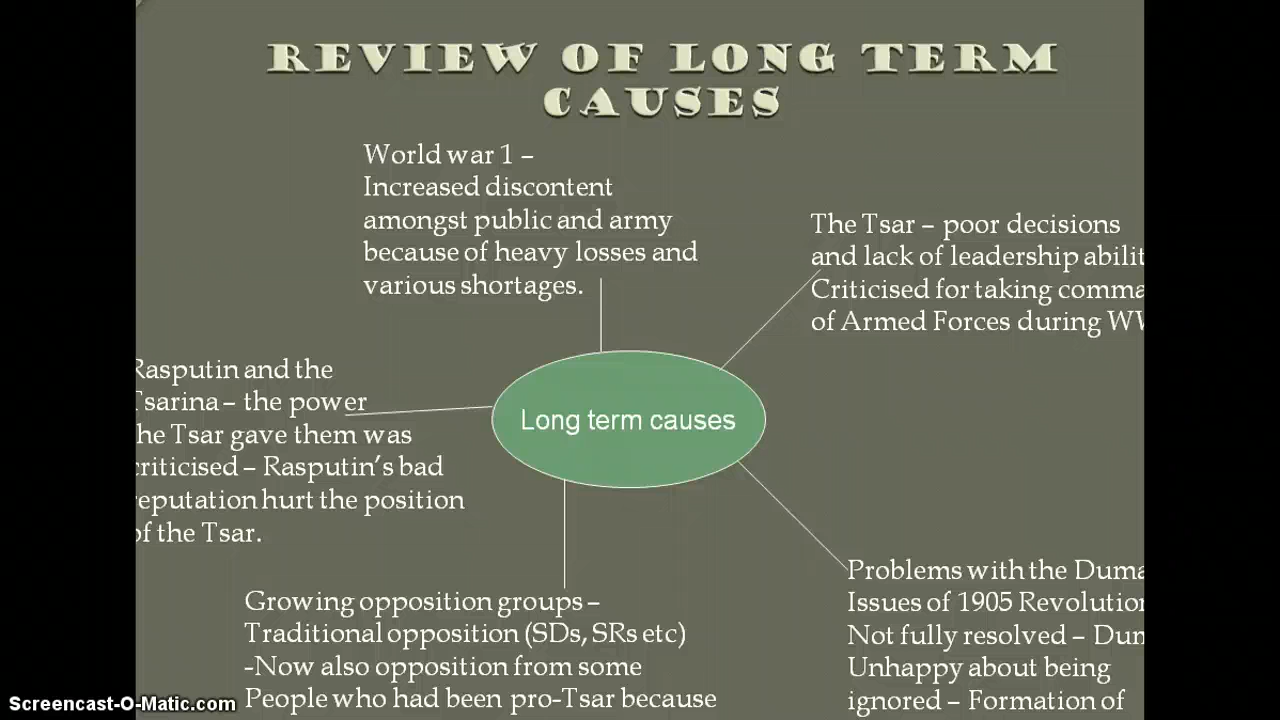 REVIEW OF LONG TERM
CAUSES
World war 1 –
Increased discontent
amongst public and army
because of heavy losses and
various shortages.
The Tsar – poor decisions
and lack of leadership abilit
Criticised for taking comma
of Armed Forces during WW
Rasputin and the
Tsarina – the power
the Tsar gave them was
criticised – Rasputin's bad
reputation hurt the position
of the Tsar.
Long term causes
Growing opposition groups –
Traditional opposition (SDs, SRs etc)
-Now also opposition from some
People who had been pro-Tsar because
Problems with the Duma
Issues of 1905 Revolution
Not fully resolved – Dum
Unhappy about being
ignored – Formation of
Screencast-O-Matic.com